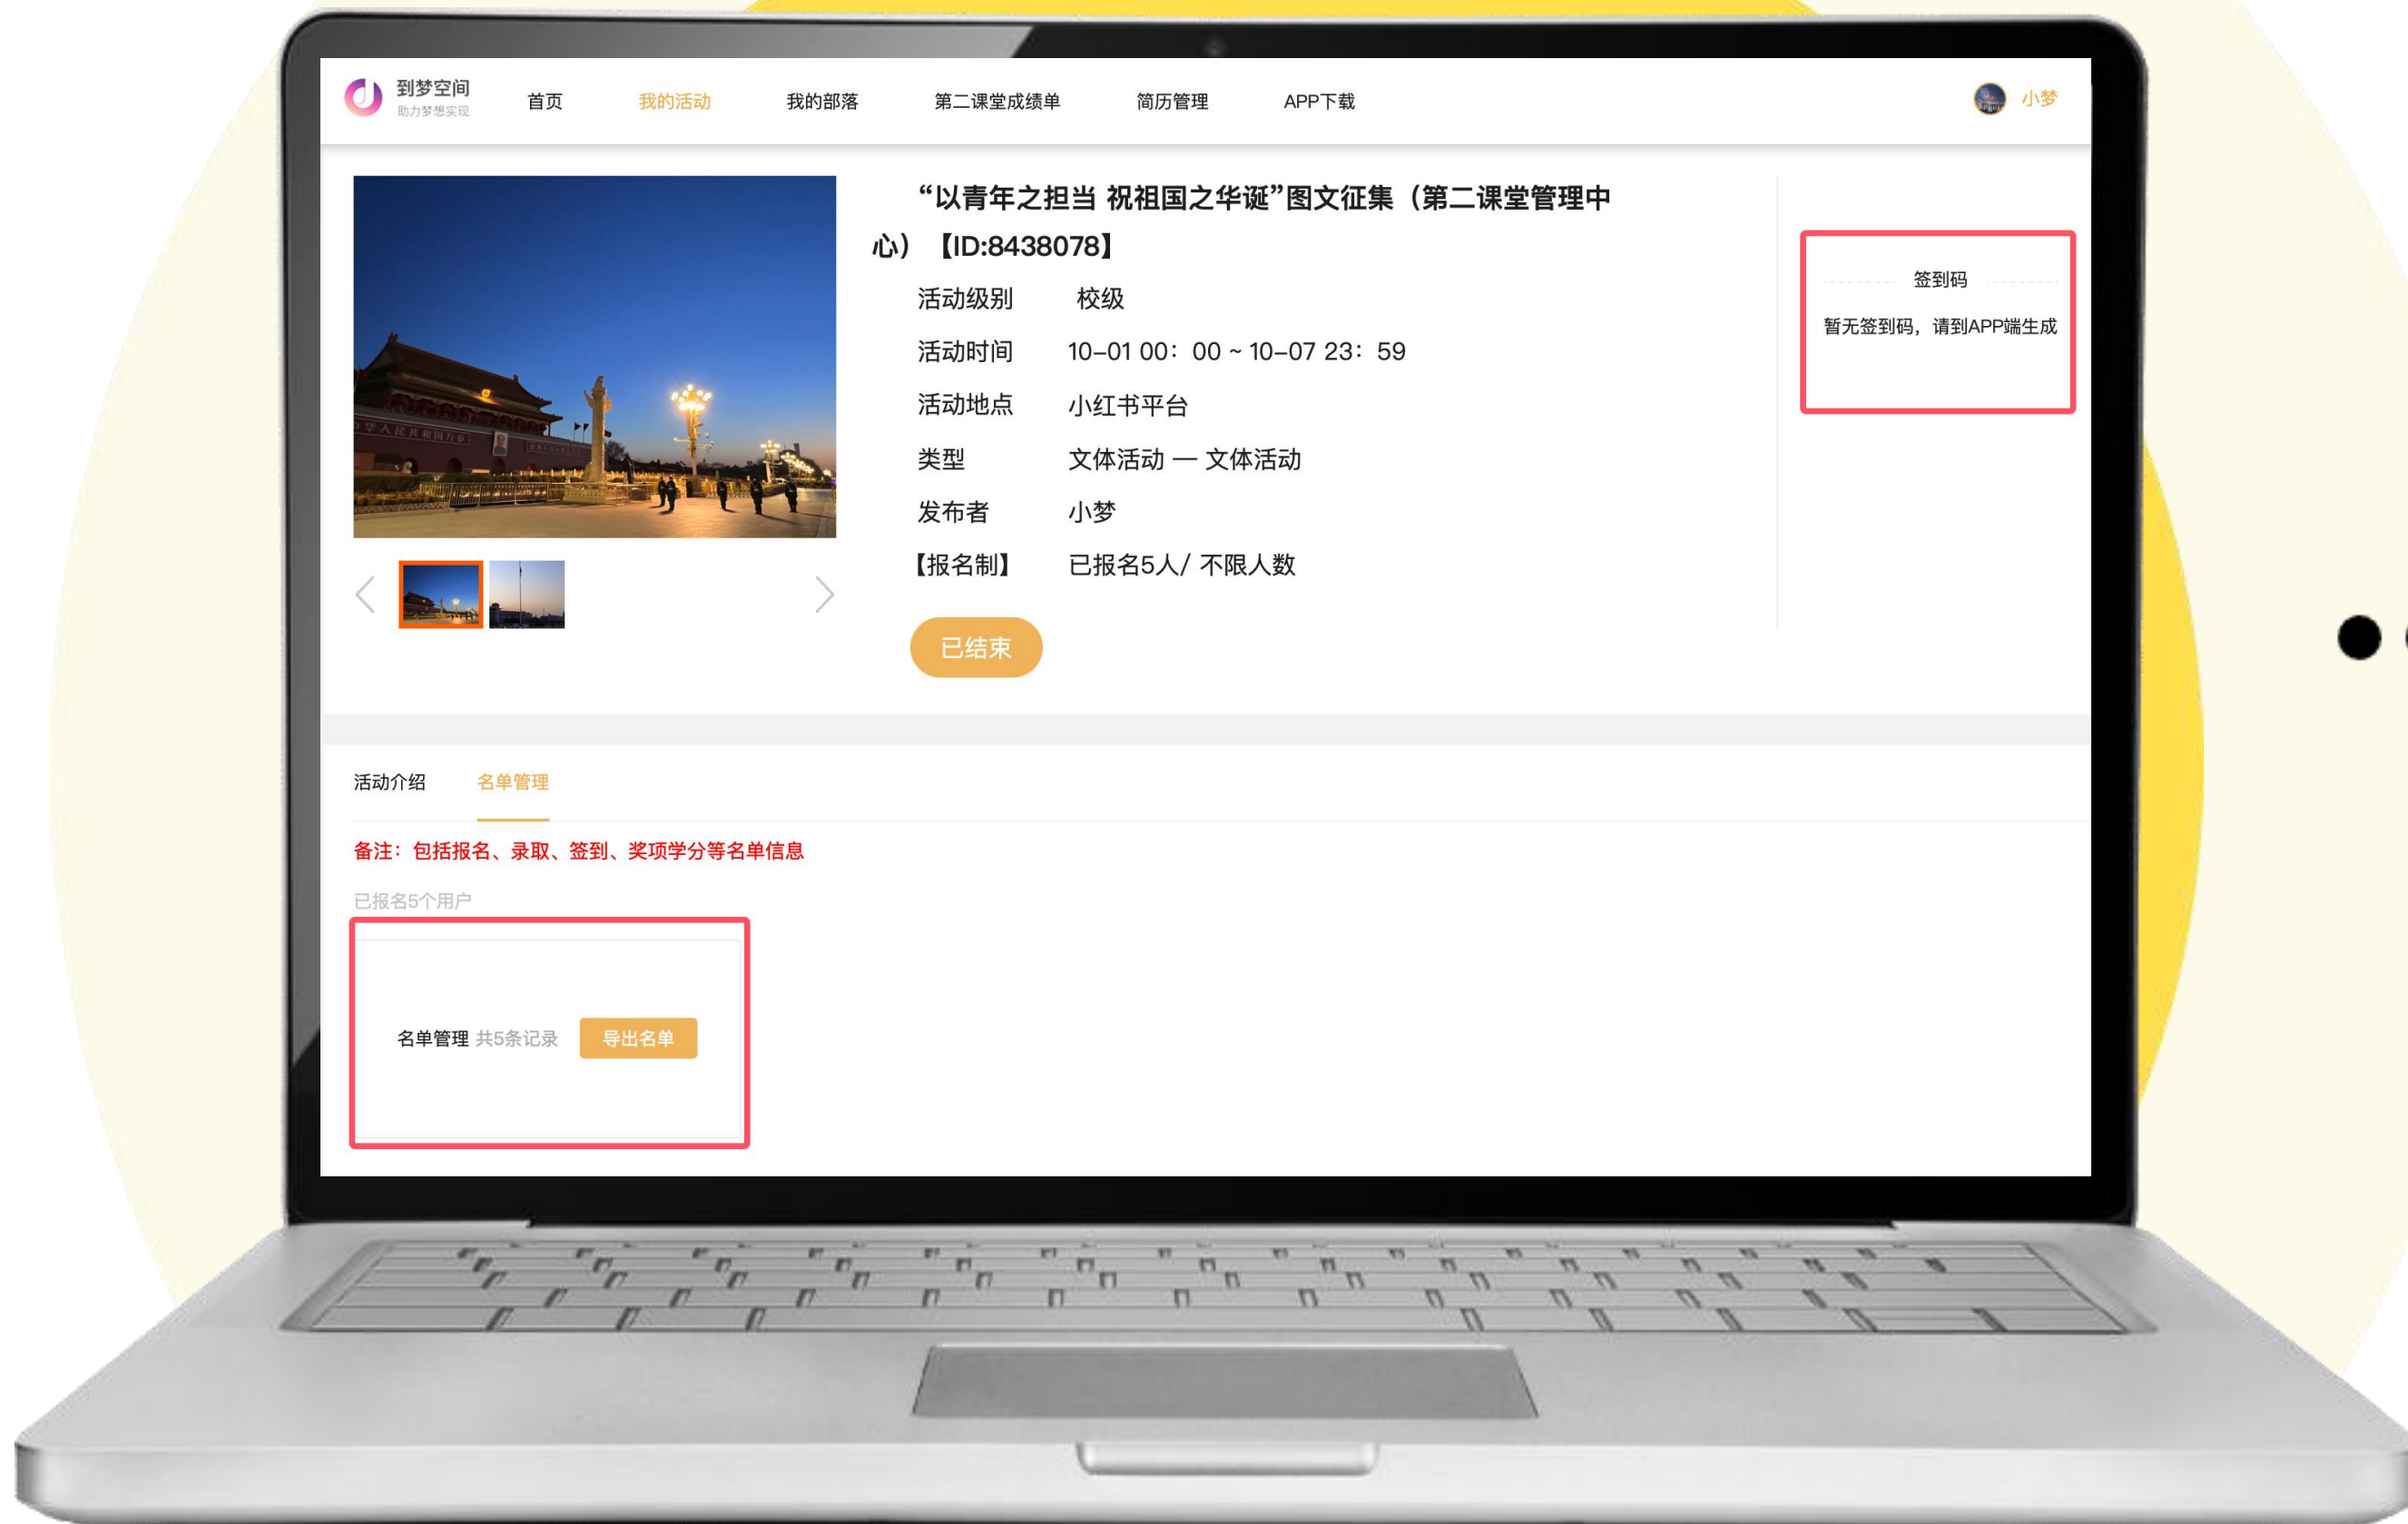 到梦空间
助力梦想实现
首页 我的活动 我的部落 第二课堂成绩单 简历管理 APP下载 小梦
“以青年之担当 祝祖国之华诞”图文征集（第二课堂管理中
心）【ID:8438078】
活动级别 校级
活动时间 10-01 00：00 ~ 10-07 23：59
活动地点 小红书平台
类型 文体活动 — 文体活动
发布者 小梦
【报名制】 已报名5人/ 不限人数
已结束
签到码
暂无签到码，请到APP端生成
活动介绍 名单管理
备注：包括报名、录取、签到、奖项学分等名单信息
已报名5个用户
名单管理 共5条记录 导出名单